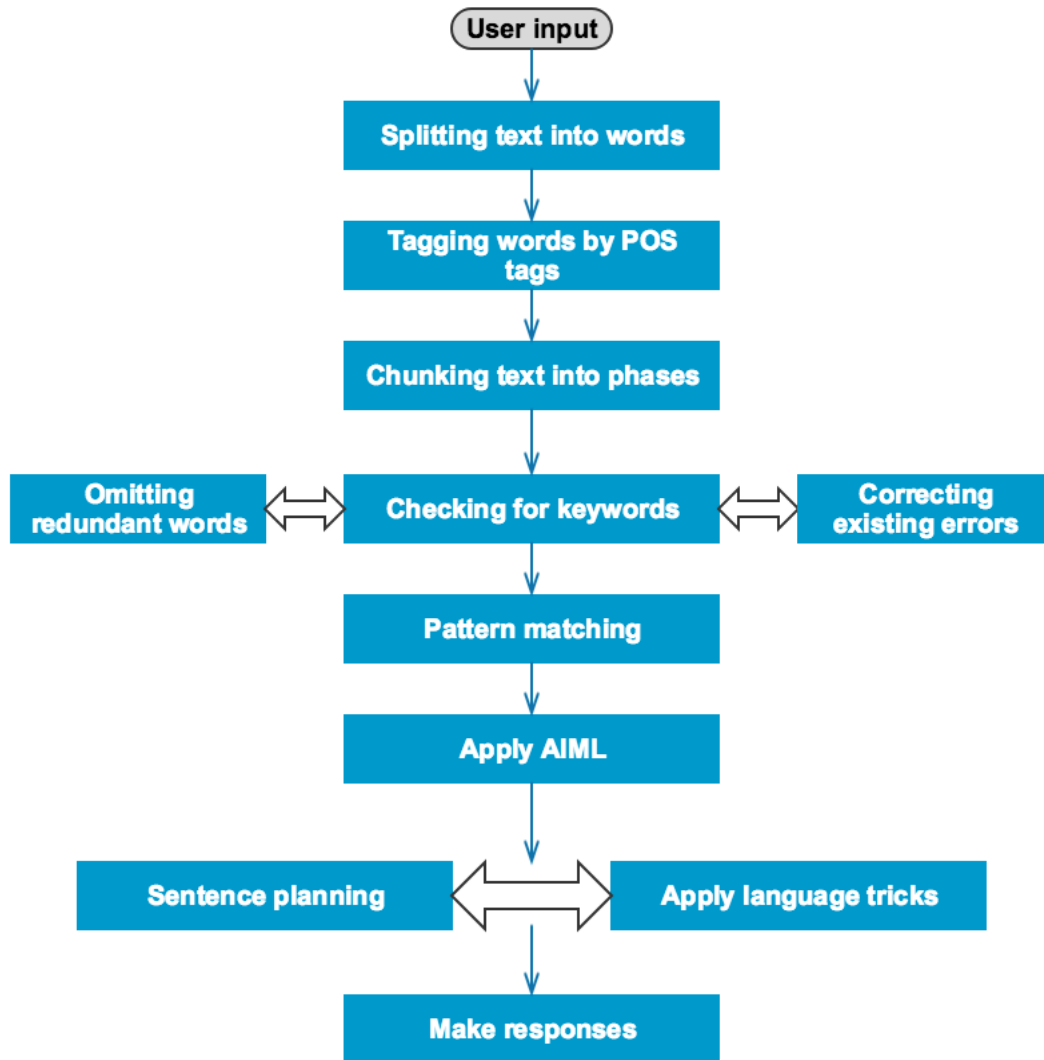 User input
Splitting text into words
Tagging words by POS
tags
Chunking text into phases
Omitting
redundant words
Checking for keywords
Correcting
existing errors
Pattern matching
Apply AIML
Sentence planning
Apply language tricks
Make responses